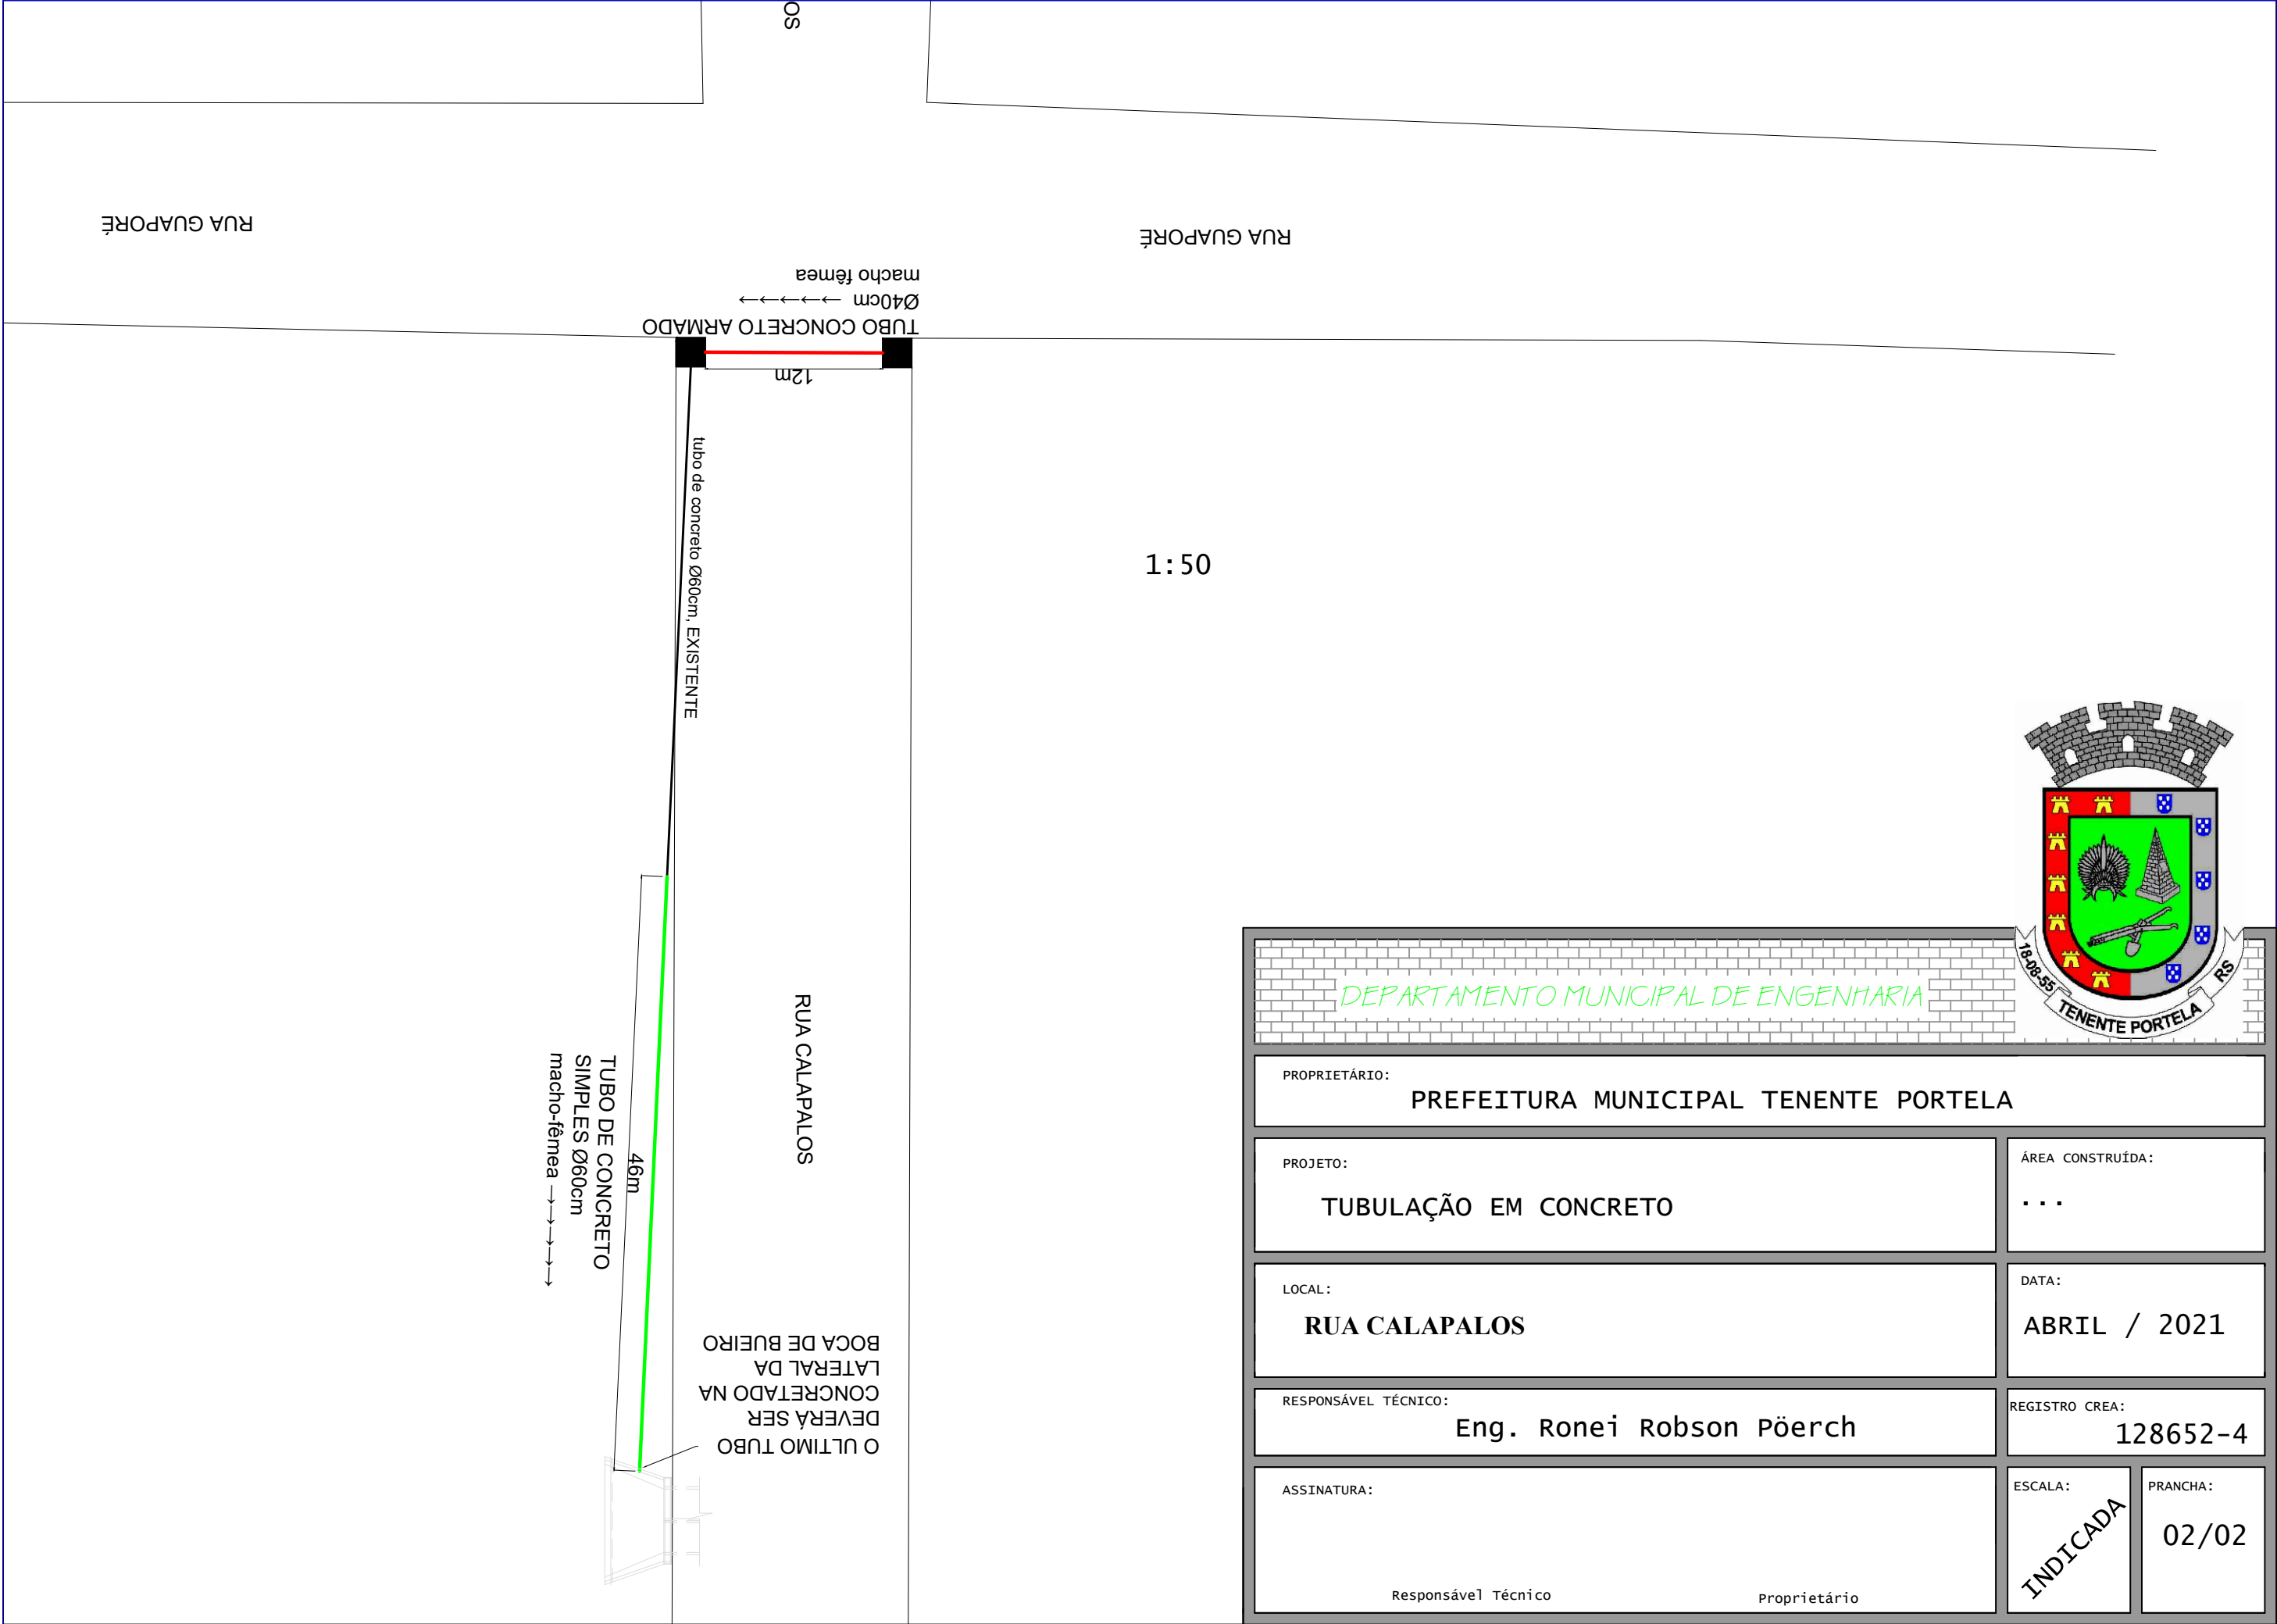 OS
RUA GUAPORÉ
RUA GUAPORÉ
TUBO CONCRETO ARMADO
Ø40cm →→→→→
macho fêmea
12m
tubo de concreto Ø60cm, EXISTENTE
1:50
RUA CALAPALOS
46m
TUBO DE CONCRETO
SIMPLES Ø60cm
macho-fêmea →→→→→
O ULTIMO TUBO
DEVERÁ SER
CONCRETADO NA
LATERAL DA
BOCA DE BUEIRO
18-08-55
TENENTE PORTELA
RS
DEPARTAMENTO MUNICIPAL DE ENGENHARIA
PROPRIETÁRIO:
PREFEITURA MUNICIPAL TENENTE PORTELA
PROJETO:
TUBULAÇÃO EM CONCRETO
ÁREA CONSTRUÍDA:
...
LOCAL:
RUA CALAPALOS
DATA:
ABRIL / 2021
RESPONSÁVEL TÉCNICO:
Eng. Ronei Robson Pöerch
REGISTRO CREA:
128652-4
ASSINATURA:
Responsável Técnico
Proprietário
ESCALA:
INDICADA
PRANCHA:
02/02